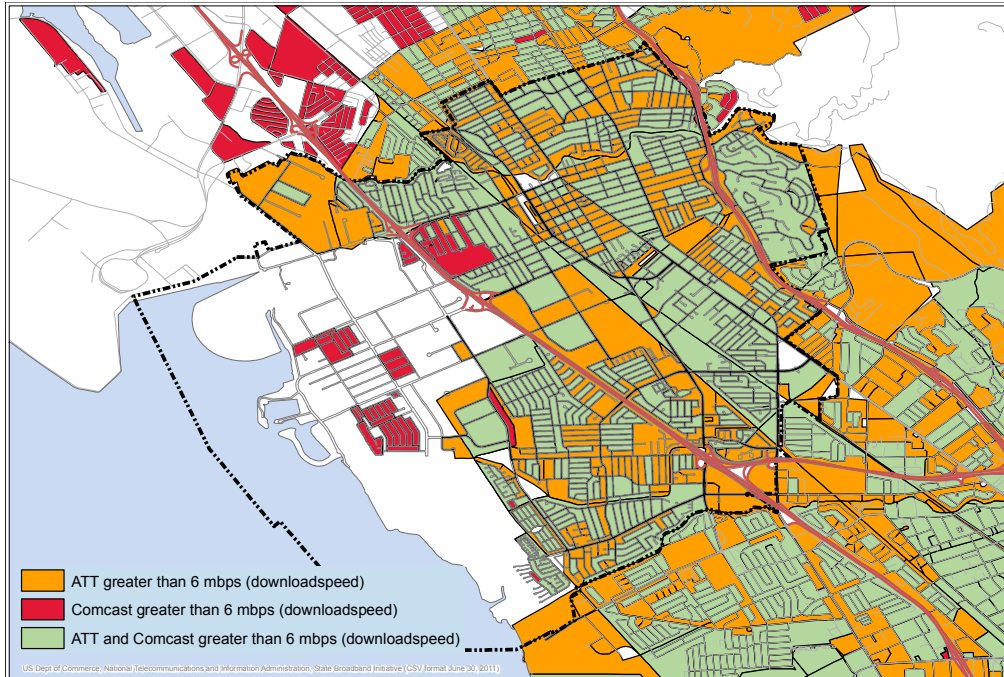 ATT greater than 6 mbps (downloadspeed)
Comcast greater than 6 mbps (downloadspeed)
ATT and Comcast greater than 6 mbps (downloadspeed)
US Dept of Commerce, National Telecommunications and Information Administration, State Broadband Initiative (CSV format June 30, 2011)